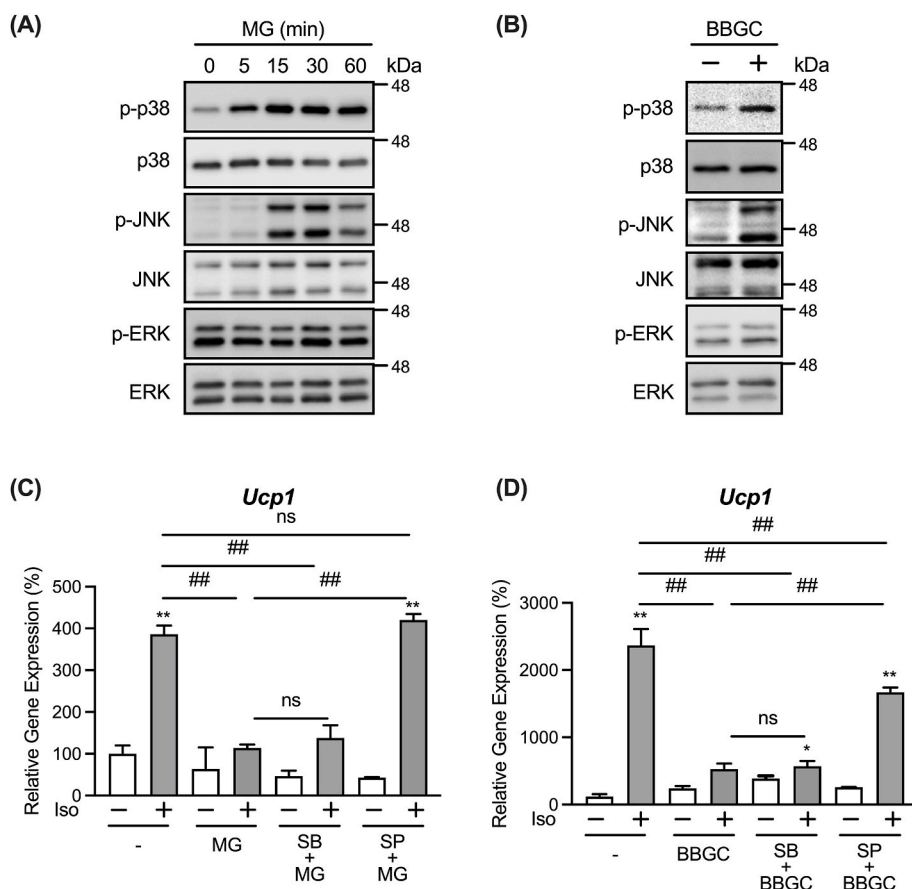 (A)
MG (min)
0 5 15 30 60 kDa
p-p38 48
p38 48
p-JNK 48
JNK 48
p-ERK 48
ERK 48
(B)
BBGC
− + kDa
p-p38 48
p38 48
p-JNK 48
JNK 48
p-ERK 48
ERK 48
(C)
Ucp1
ns
##
## ##
Relative Gene Expression (%)
500
400
300
200
100
0
** **
ns
Iso − + − + − + − +
- MG SB SP
+ +
MG MG
(D)
Ucp1
##
##
## ##
Relative Gene Expression (%)
3000
2000
1000
0
** **
ns
*
Iso − + − + − + − +
- BBGC SB SP
+ +
BBGC BBGC